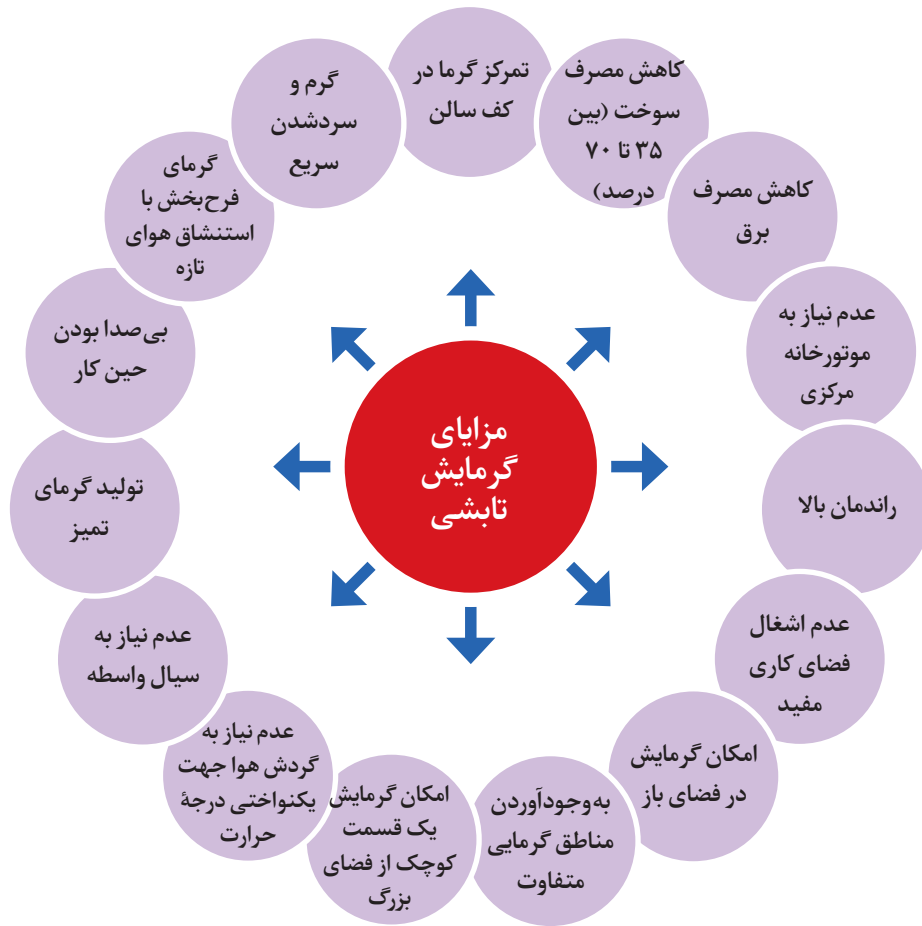 مزایای
گرمایش
تابشی
تمرکز گرما در
کف سالن
کاهش مصرف
سوخت (بین
۳۵ تا ۷۰
درصد)
کاهش مصرف
برق
عدم نیاز به
موتورخانه
مرکزی
راندمان بالا
عدم اشغال
فضای کاری
مفید
امکان گرمایش
در فضای باز
به‌وجودآوردن
مناطق گرمایی
متفاوت
امکان گرمایش
یک قسمت
کوچک از فضای
بزرگ
عدم نیاز به
گردش هوا جهت
یکنواختی درجهٔ
حرارت
عدم نیاز به
سیال واسطه
تولید گرمای
تمیز
بی‌صدا بودن
حین کار
گرمای
فرح‌بخش با
استنشاق هوای
تازه
گرم و
سردشدن
سریع